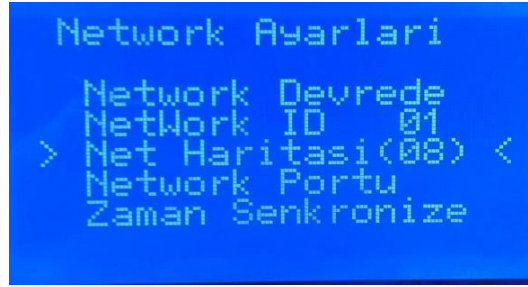 Network Ayarlari
Network Devrede
NetWork ID 01
> Net Haritasi(08) <
Network Portu
Zaman Senkronize